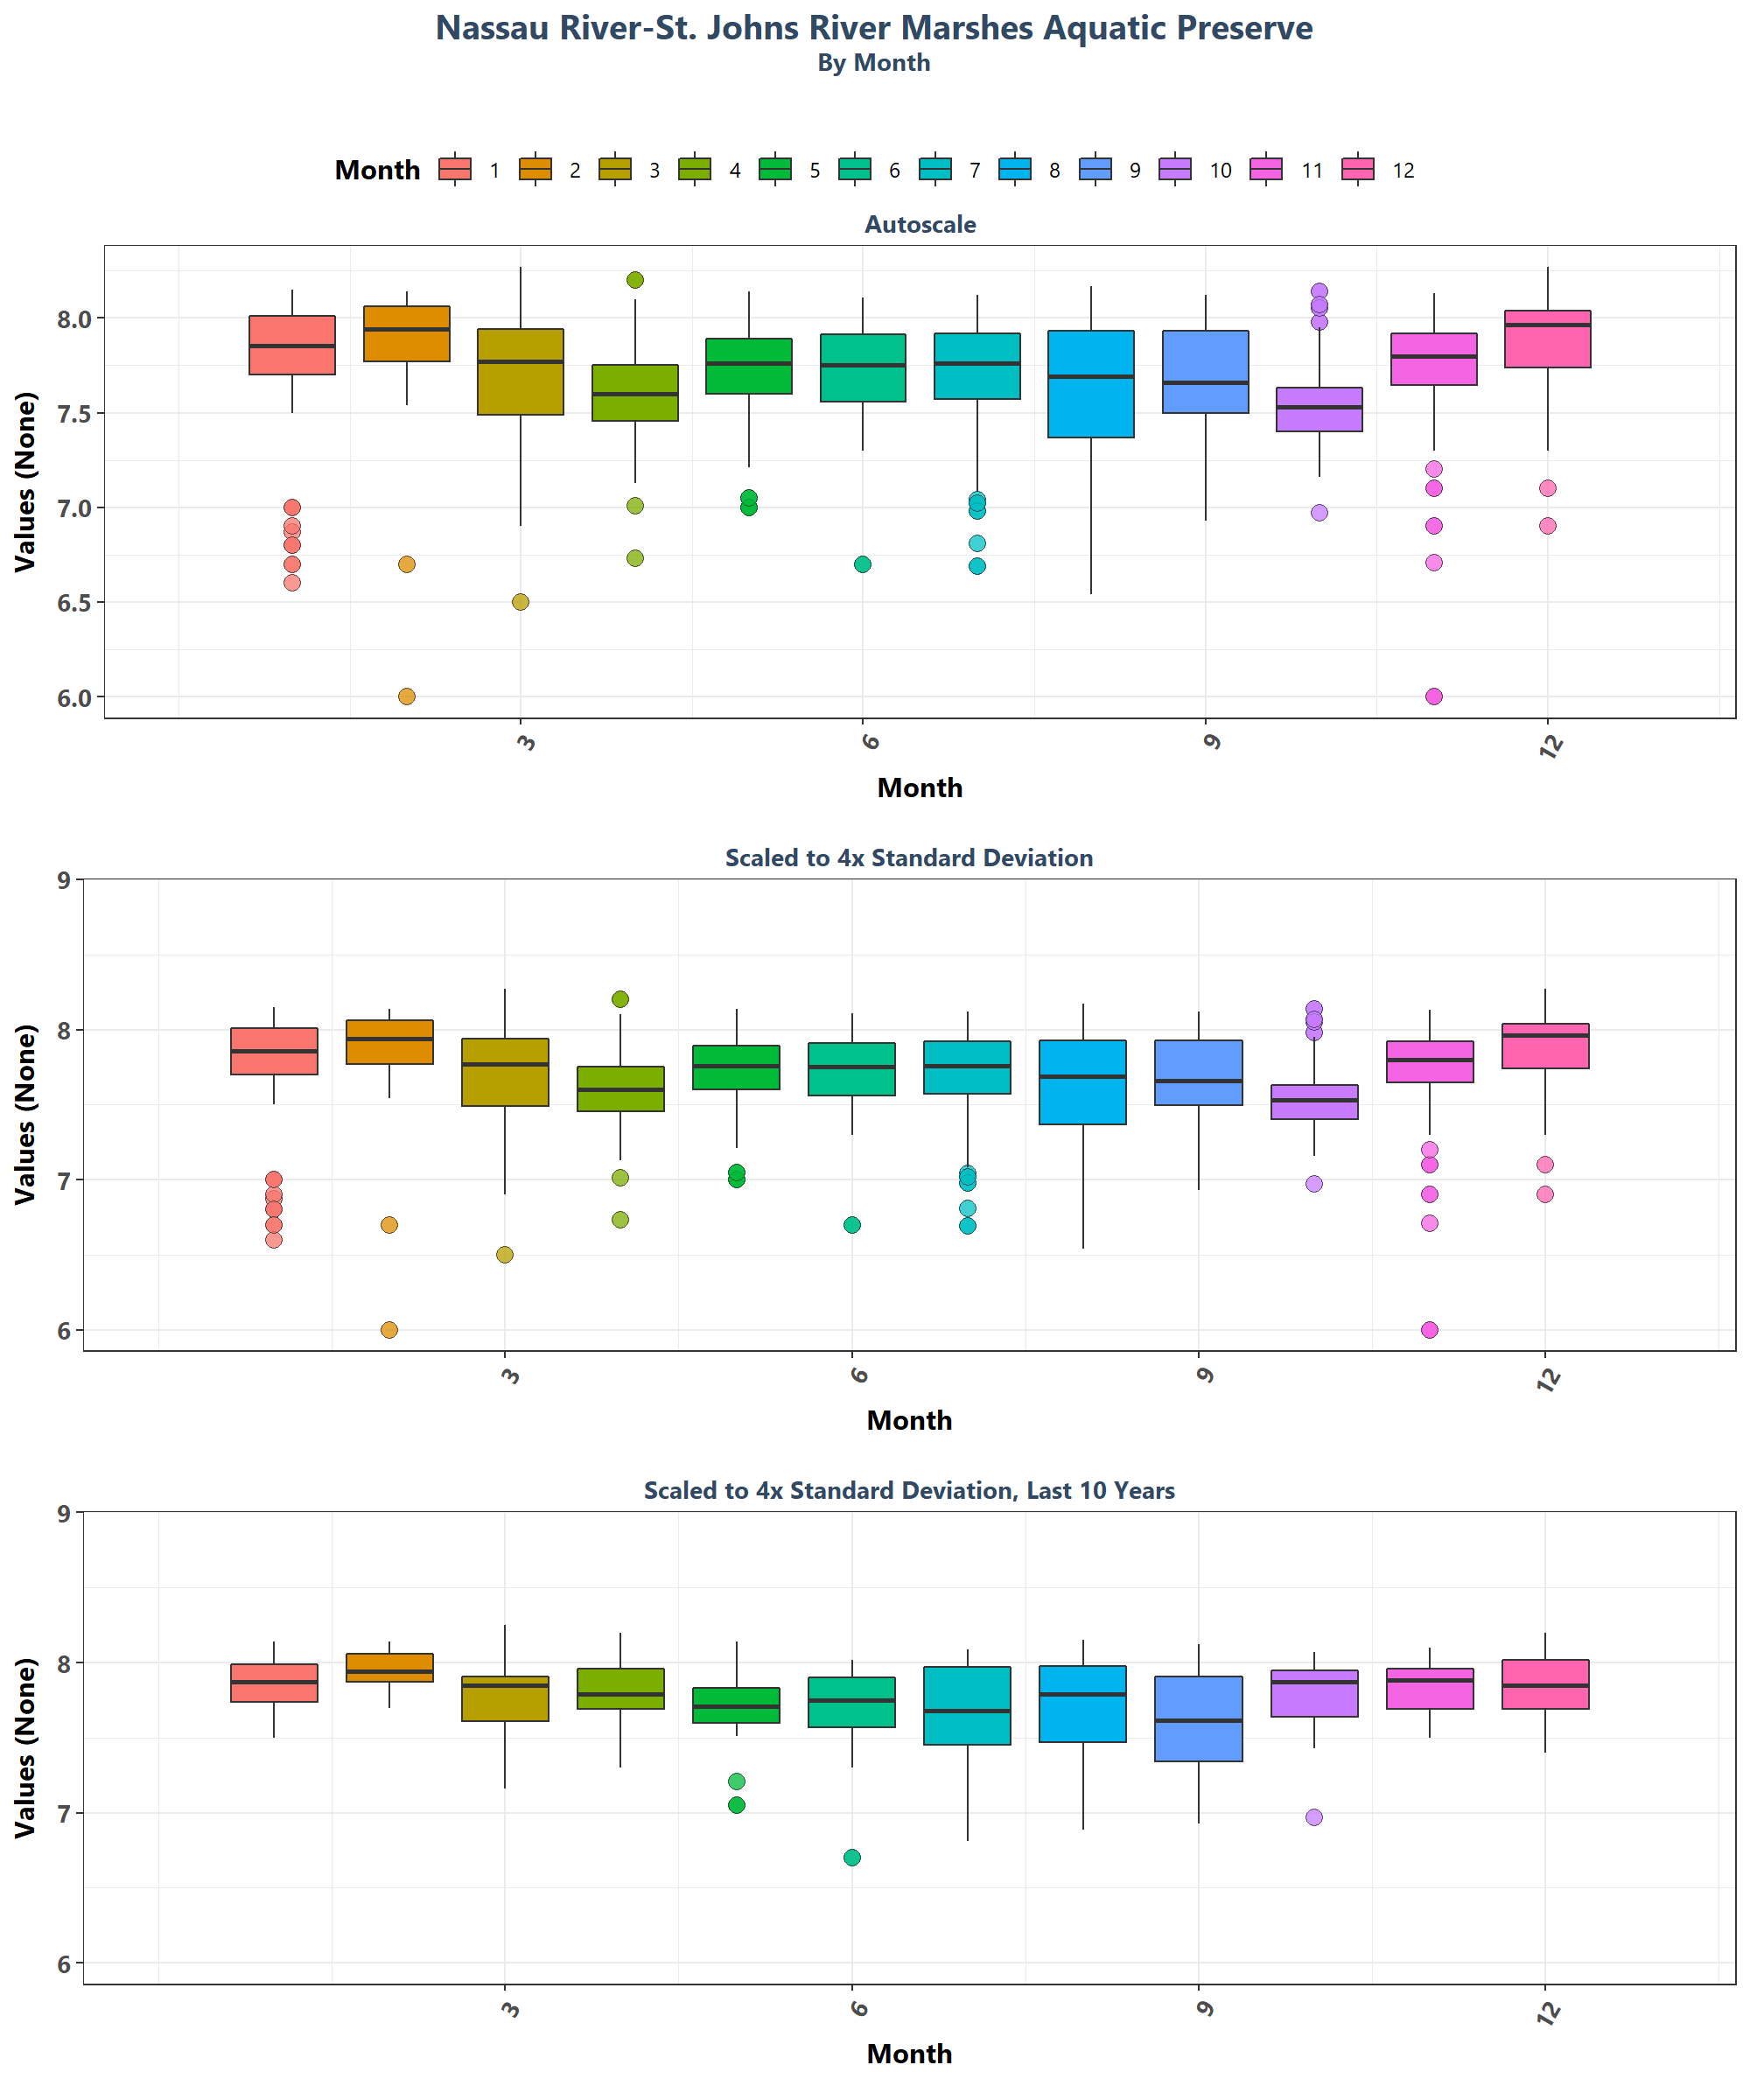 Nassau River-St. Johns River Marshes Aquatic Preserve
By Month
Month 1 2 3 4 5 6 7 8 9 10 11 12
Autoscale
Values (None)
8.0
7.5
7.0
6.5
6.0
3 6 9 12
Month
Scaled to 4x Standard Deviation
Values (None)
9
8
7
6
3 6 9 12
Month
Scaled to 4x Standard Deviation, Last 10 Years
Values (None)
9
8
7
6
3 6 9 12
Month